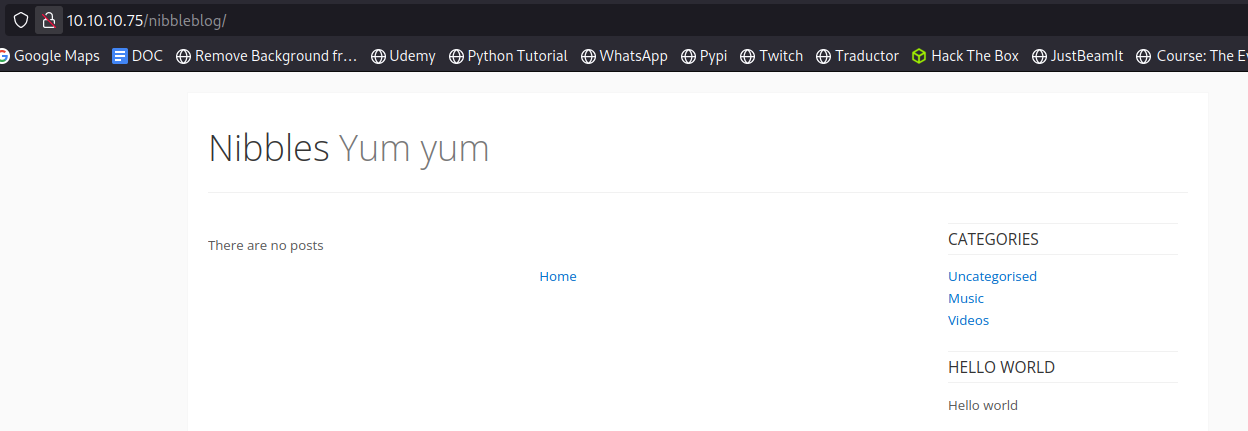 10.10.10.75/nibbleblog/
Google Maps DOC Remove Background fr... Udemy Python Tutorial WhatsApp Pypi Twitch Traductor Hack The Box JustBeamIt Course: The E
Nibbles Yum yum
There are no posts
Home
CATEGORIES
Uncategorised
Music
Videos
HELLO WORLD
Hello world